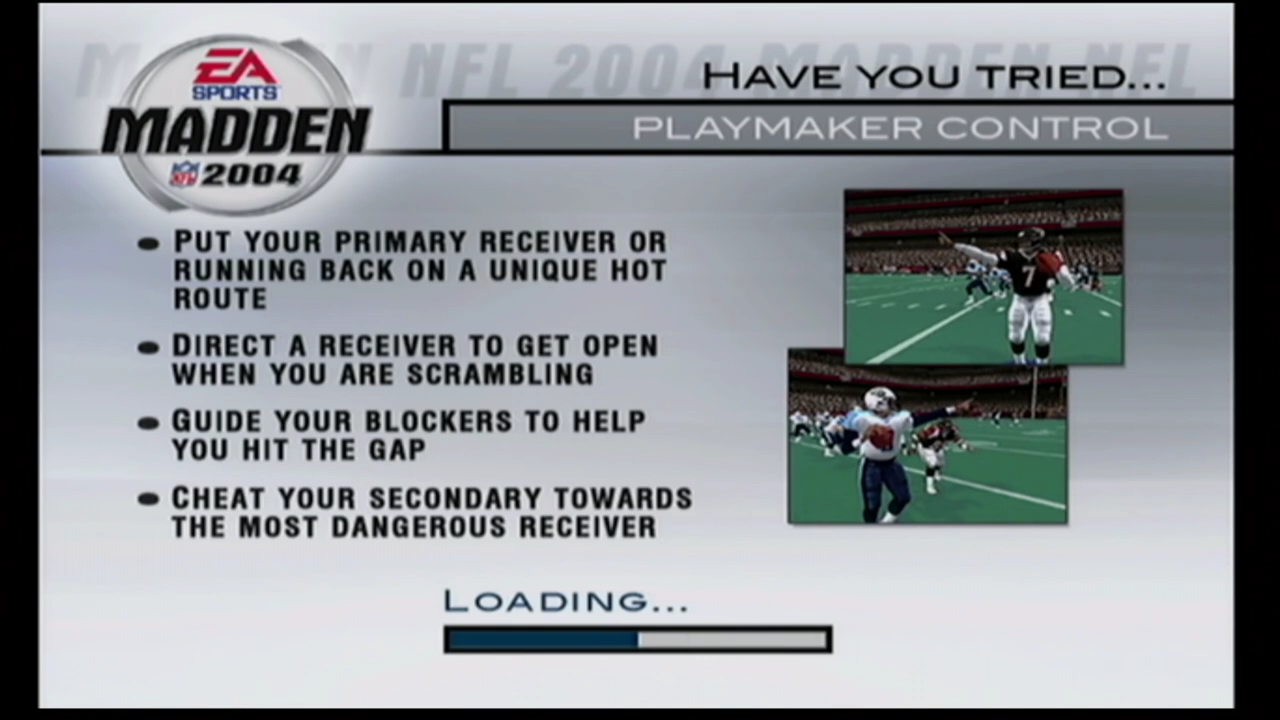 MADDEN NFL 2004 MADDEN NFL
EA
SPORTS
MADDEN
NFL 2004
HAVE YOU TRIED...
PLAYMAKER CONTROL
PUT YOUR PRIMARY RECEIVER OR
RUNNING BACK ON A UNIQUE HOT
ROUTE
DIRECT A RECEIVER TO GET OPEN
WHEN YOU ARE SCRAMBLING
GUIDE YOUR BLOCKERS TO HELP
YOU HIT THE GAP
CHEAT YOUR SECONDARY TOWARDS
THE MOST DANGEROUS RECEIVER
7
LOADING...